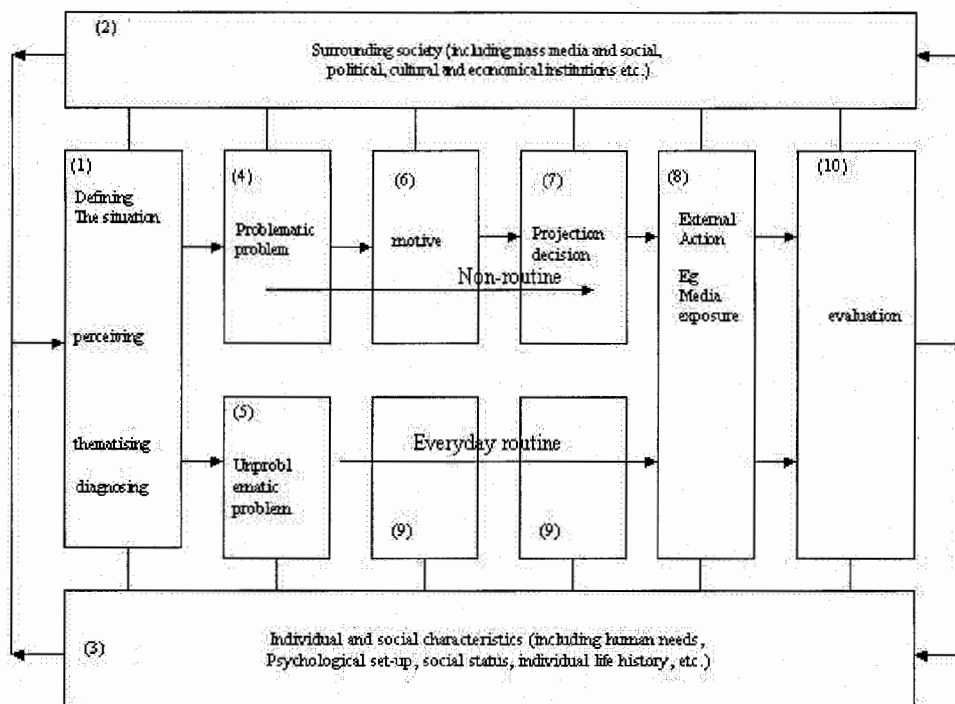 (2)
Surrounding society (including mass media and social,
political, cultural and economical institutions etc.)
(1)
Defining
The situation
perceiving
thematising
diagnosing
(4)
Problematic
problem
(6)
motive
(7)
Projection
decision
Non-routine
(8)
External
Action
Eg
Media
exposure
(10)
evaluation
(5)
Unprobl
ematic
problem
Everyday routine
(9)
(9)
(3)
Individual and social characteristics (including human needs,
Psychological set-up, social status, individual life history, etc.)